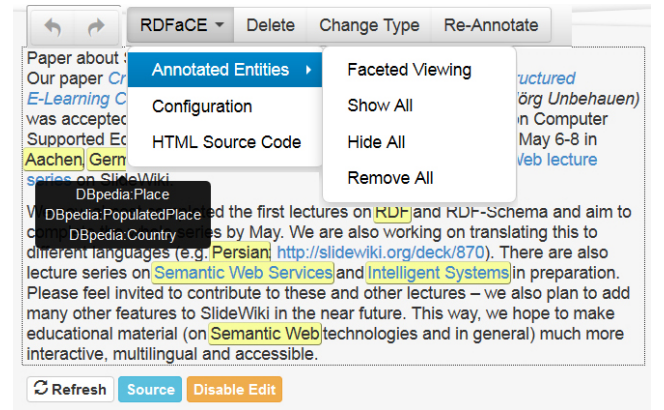 RDFaCE Delete Change Type Re-Annotate
Annotated Entities
Configuration
HTML Source Code
Faceted Viewing
Show All
Hide All
Remove All
Paper about
Our paper ructured
E-Learning C örg Unbehauen)
was accepted n Computer
Supported Ed May 6-8 in
Aachen, Germ Web lecture
series on SlideWiki.
DBpedia:Place
DBpedia:PopulatedPlace
DBpedia:Country
the first lectures on RDF and RDF-Schema and aim to
series by May. We are also working on translating this to
different languages (e.g. Persian: http://slidewiki.org/deck/870). There are also
lecture series on Semantic Web Services and Intelligent Systems in preparation.
Please feel invited to contribute to these and other lectures – we also plan to add
many other features to SlideWiki in the near future. This way, we hope to make
educational material (on Semantic Web technologies and in general) much more
interactive, multilingual and accessible.
Refresh Source Disable Edit